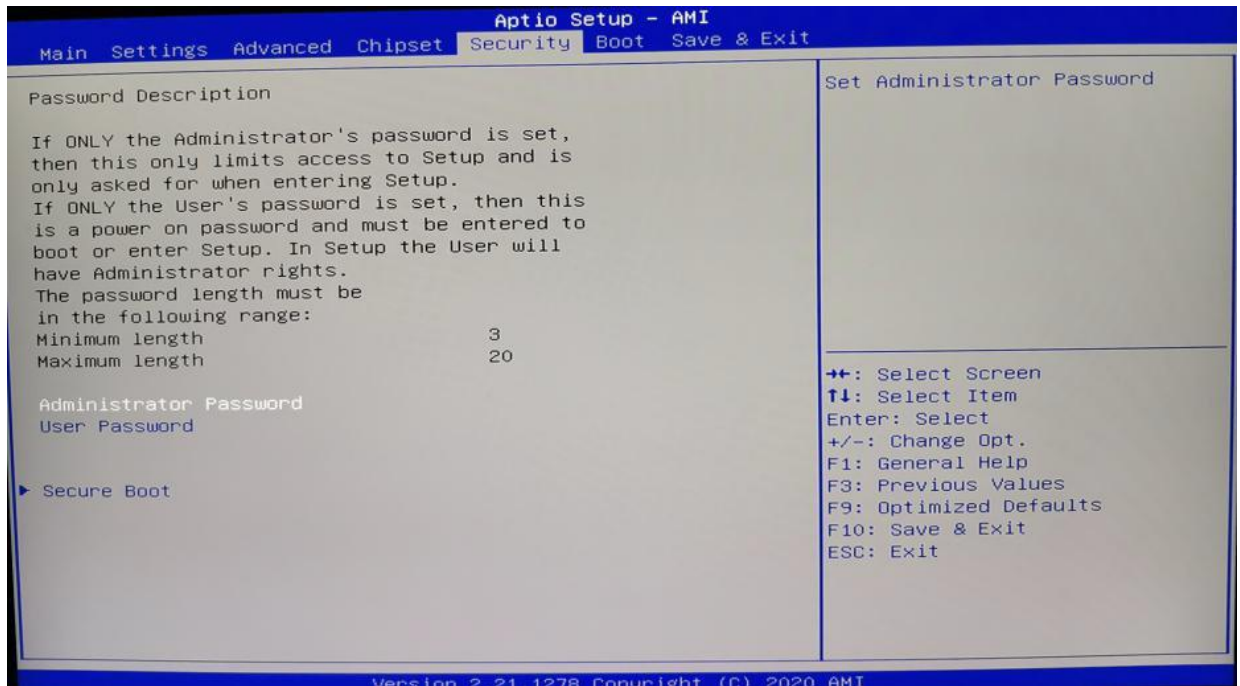 Aptio Setup – AMI
Main Settings Advanced Chipset Security Boot Save & Exit
Password Description
If ONLY the Administrator's password is set,
then this only limits access to Setup and is
only asked for when entering Setup.
If ONLY the User's password is set, then this
is a power on password and must be entered to
boot or enter Setup. In Setup the User will
have Administrator rights.
The password length must be
in the following range:
Minimum length 3
Maximum length 20
Administrator Password
User Password
► Secure Boot
Set Administrator Password
→←: Select Screen
↑↓: Select Item
Enter: Select
+/-: Change Opt.
F1: General Help
F3: Previous Values
F9: Optimized Defaults
F10: Save & Exit
ESC: Exit
Version 2.21.1278 Copyright (C) 2020 AMI